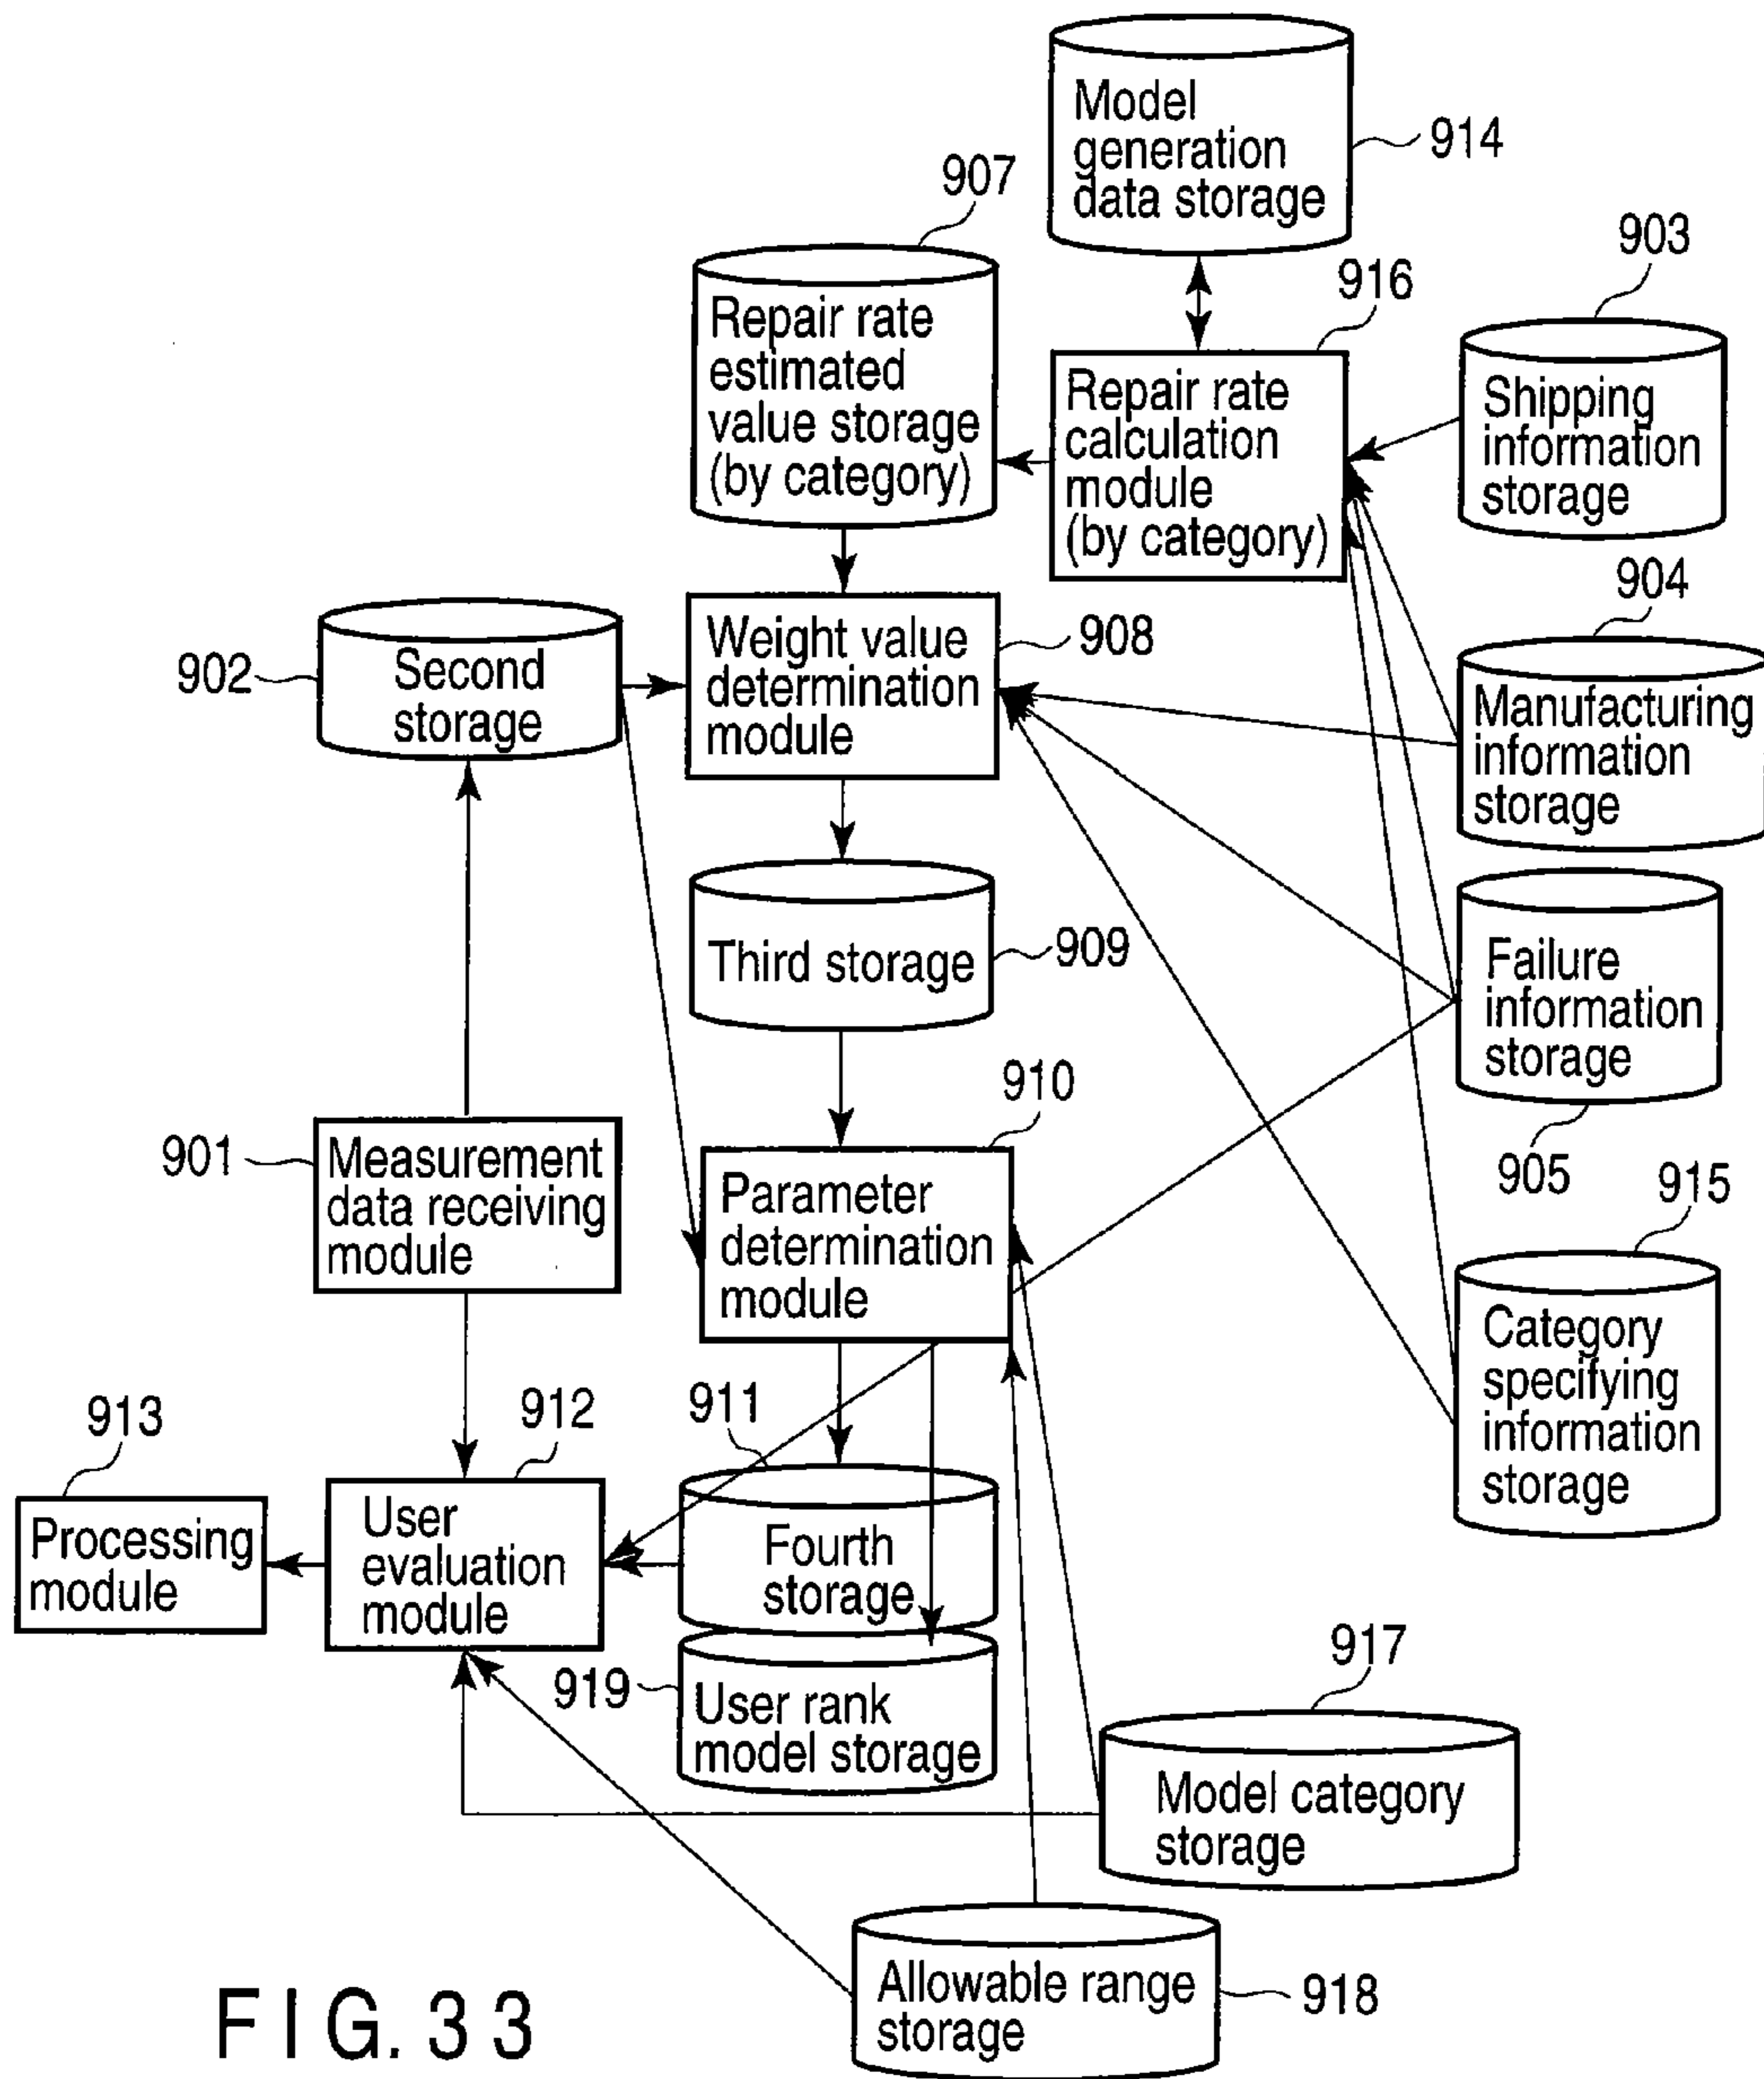 Model
generation
data storage
914
907
903
916
Repair rate
estimated
value storage
(by category)
Repair rate
calculation
module
(by category)
Shipping
information
storage
904
902
Second
storage
Weight value
determination
module
908
Manufacturing
information
storage
Third storage
909
Failure
information
storage
905
910
901
Measurement
data receiving
module
Parameter
determination
module
915
Category
specifying
information
storage
913
912
911
Processing
module
User
evaluation
module
Fourth
storage
919
User rank
model storage
917
Model category
storage
Allowable range
storage
918
FIG. 33